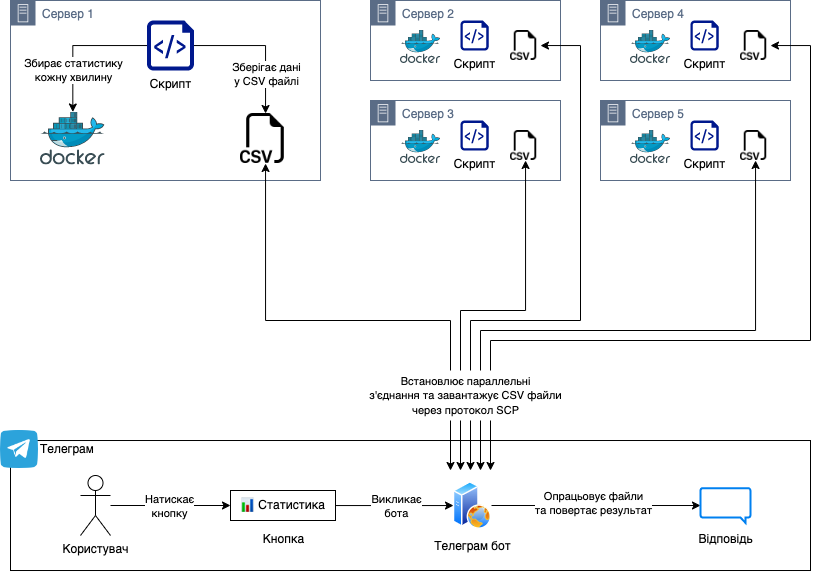 Сервер 1
Збирає статистику
кожну хвилину
Скрипт
Зберігає дані
у CSV файлі
docker
CSV
Сервер 2
docker
Скрипт
CSV
Сервер 4
docker
Скрипт
CSV
Сервер 3
docker
Скрипт
CSV
Сервер 5
docker
Скрипт
CSV
Встановлює параллельні
з'єднання та завантажує CSV файли
через протокол SCP
Телеграм
Користувач
Натискає
кнопку
Статистика
Кнопка
Викликає
бота
Телеграм бот
Опрацьовує файли
та повертає результат
Відповідь